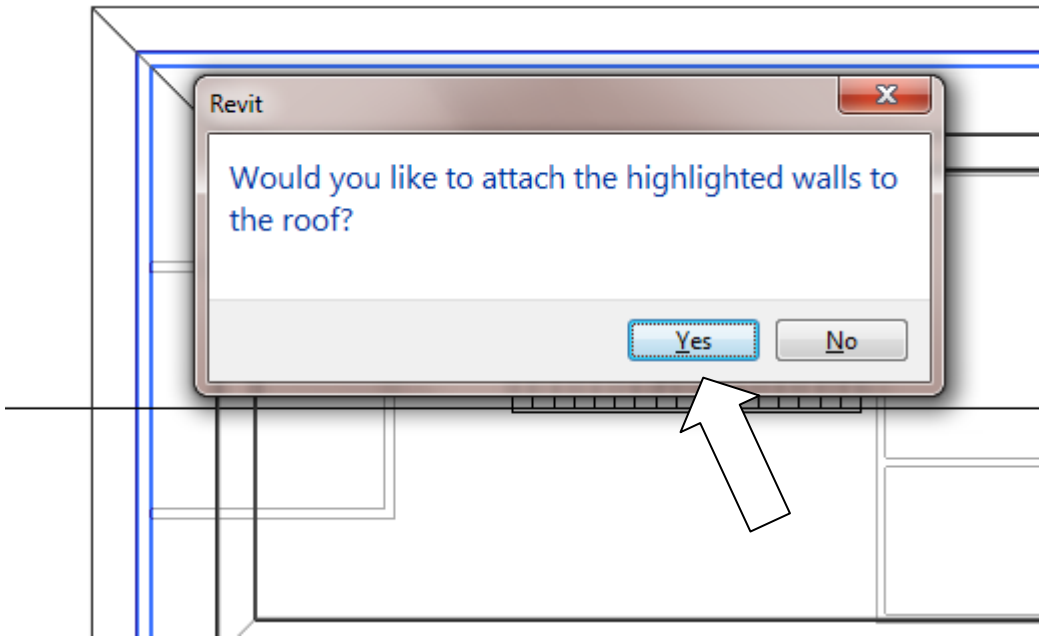 Revit
Would you like to attach the highlighted walls to
the roof?
Yes
No